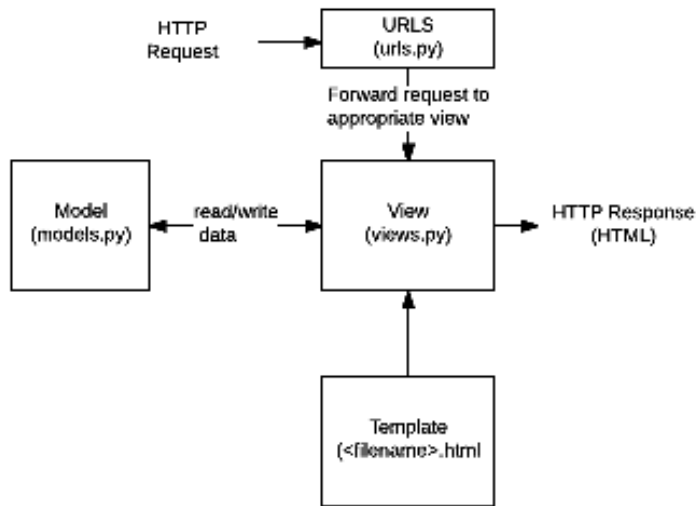 HTTP
Request
URLS
(urls.py)
Forward request to
appropriate view
Model
(models.py)
read/write
data
View
(views.py)
HTTP Response
(HTML)
Template
(<filename>.html